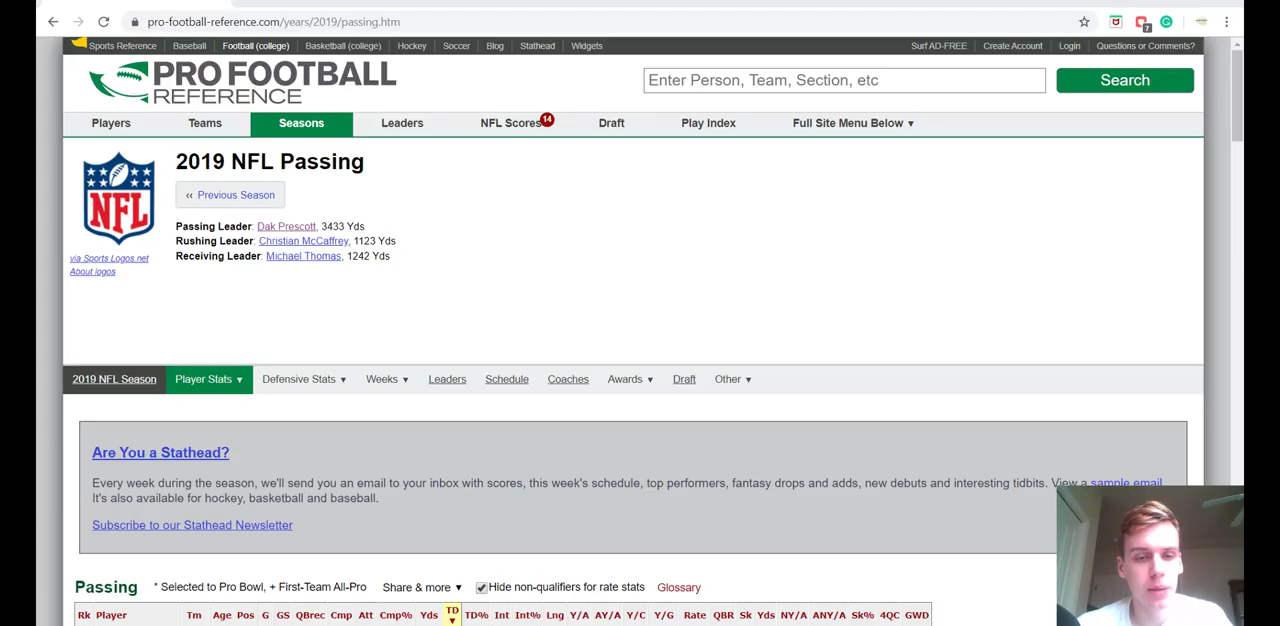 pro-football-reference.com/years/2019/passing.htm
7
Sports Reference Baseball Football (college) Basketball (college) Hockey Soccer Blog Stathead Widgets Surf AD-FREE Create Account Login Questions or Comments?
PRO FOOTBALL
REFERENCE
Enter Person, Team, Section, etc Search
Players Teams Seasons Leaders NFL Scores 14 Draft Play Index Full Site Menu Below ▼
NFL
2019 NFL Passing
‹‹ Previous Season
Passing Leader: Dak Prescott, 3433 Yds
Rushing Leader: Christian McCaffrey, 1123 Yds
Receiving Leader: Michael Thomas, 1242 Yds
via Sports Logos.net
About logos
2019 NFL Season Player Stats ▼ Defensive Stats ▼ Weeks ▼ Leaders Schedule Coaches Awards ▼ Draft Other ▼
Are You a Stathead?
Every week during the season, we'll send you an email to your inbox with scores, this week's schedule, top performers, fantasy drops and adds, new debuts and interesting tidbits. View a sample email.
It's also available for hockey, basketball and baseball.
Subscribe to our Stathead Newsletter
Passing * Selected to Pro Bowl, + First-Team All-Pro Share & more ▼ Hide non-qualifiers for rate stats Glossary
Rk Player Tm Age Pos G GS QBrec Cmp Att Cmp% Yds TD ▼ TD% Int Int% Lng Y/A AY/A Y/C Y/G Rate QBR Sk Yds NY/A ANY/A Sk% 4QC GWD